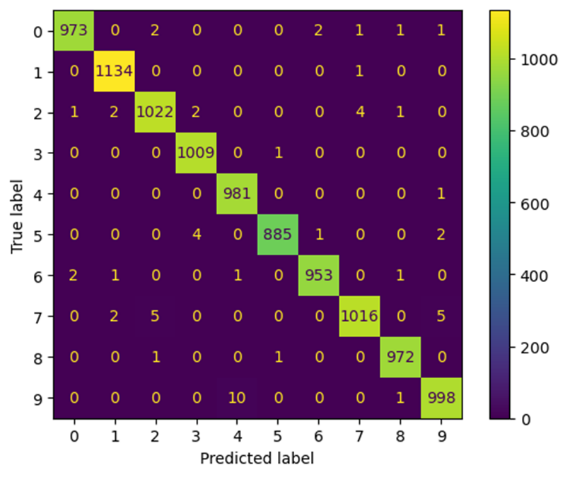 0 973 0 2 0 0 0 2 1 1 1
1 0 1134 0 0 0 0 0 1 0 0
2 1 2 1022 2 0 0 0 4 1 0
3 0 0 0 1009 0 1 0 0 0 0
4 0 0 0 0 981 0 0 0 0 1
5 0 0 0 4 0 885 1 0 0 2
6 2 1 0 0 1 0 953 0 1 0
7 0 2 5 0 0 0 0 1016 0 5
8 0 0 1 0 0 1 0 0 972 0
9 0 0 0 0 10 0 0 0 1 998
0 1 2 3 4 5 6 7 8 9
Predicted label
True label
1000
800
600
400
200
0